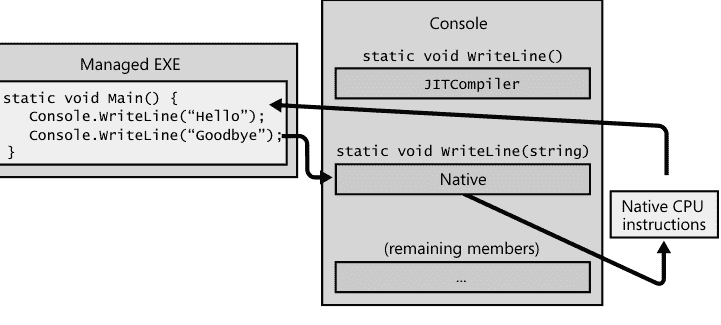 Managed EXE
static void Main() {
Console.WriteLine(“Hello”);
Console.WriteLine(“Goodbye”);
}
Console
static void WriteLine()
JITCompiler
static void WriteLine(string)
Native
(remaining members)
...
Native CPU
instructions